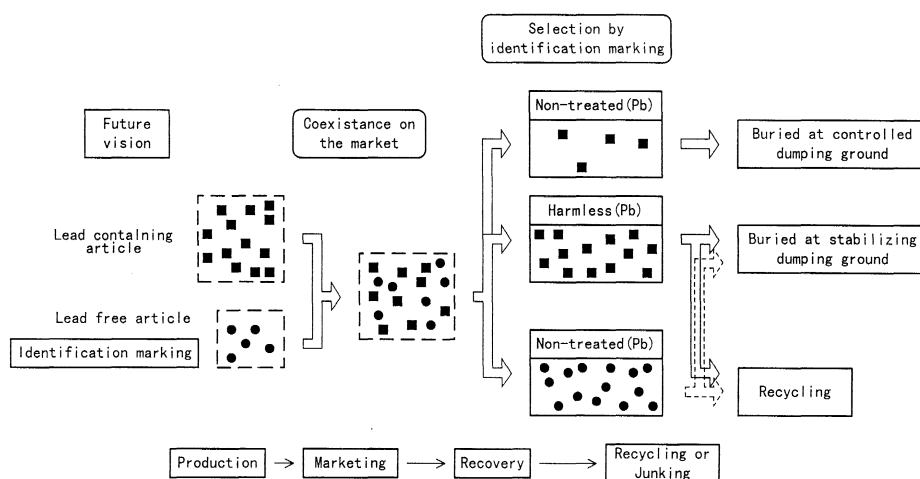 Selection by
identification marking
Future
vision
Coexistance on
the market
Non-treated(Pb)
Buried at controlled
dumping ground
Lead contalning
article
Harmless(Pb)
Buried at stabilizing
dumping ground
Lead free article
Identification marking
Non-treated(Pb)
Recycling
Production
Marketing
Recovery
Recycling or
Junking